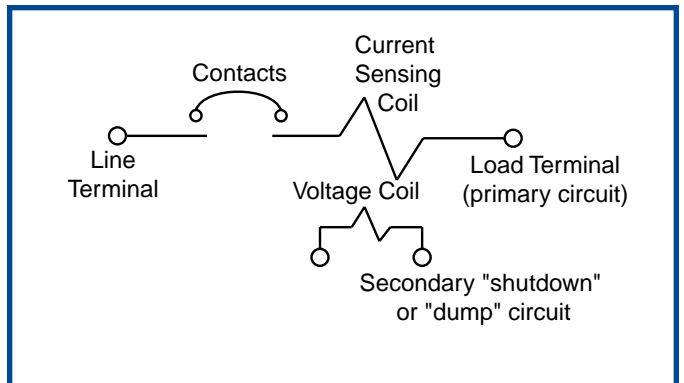 Current
Sensing
Coil
Contacts
Line
Terminal
Load Terminal
(primary circuit)
Voltage Coil
Secondary "shutdown"
or "dump" circuit